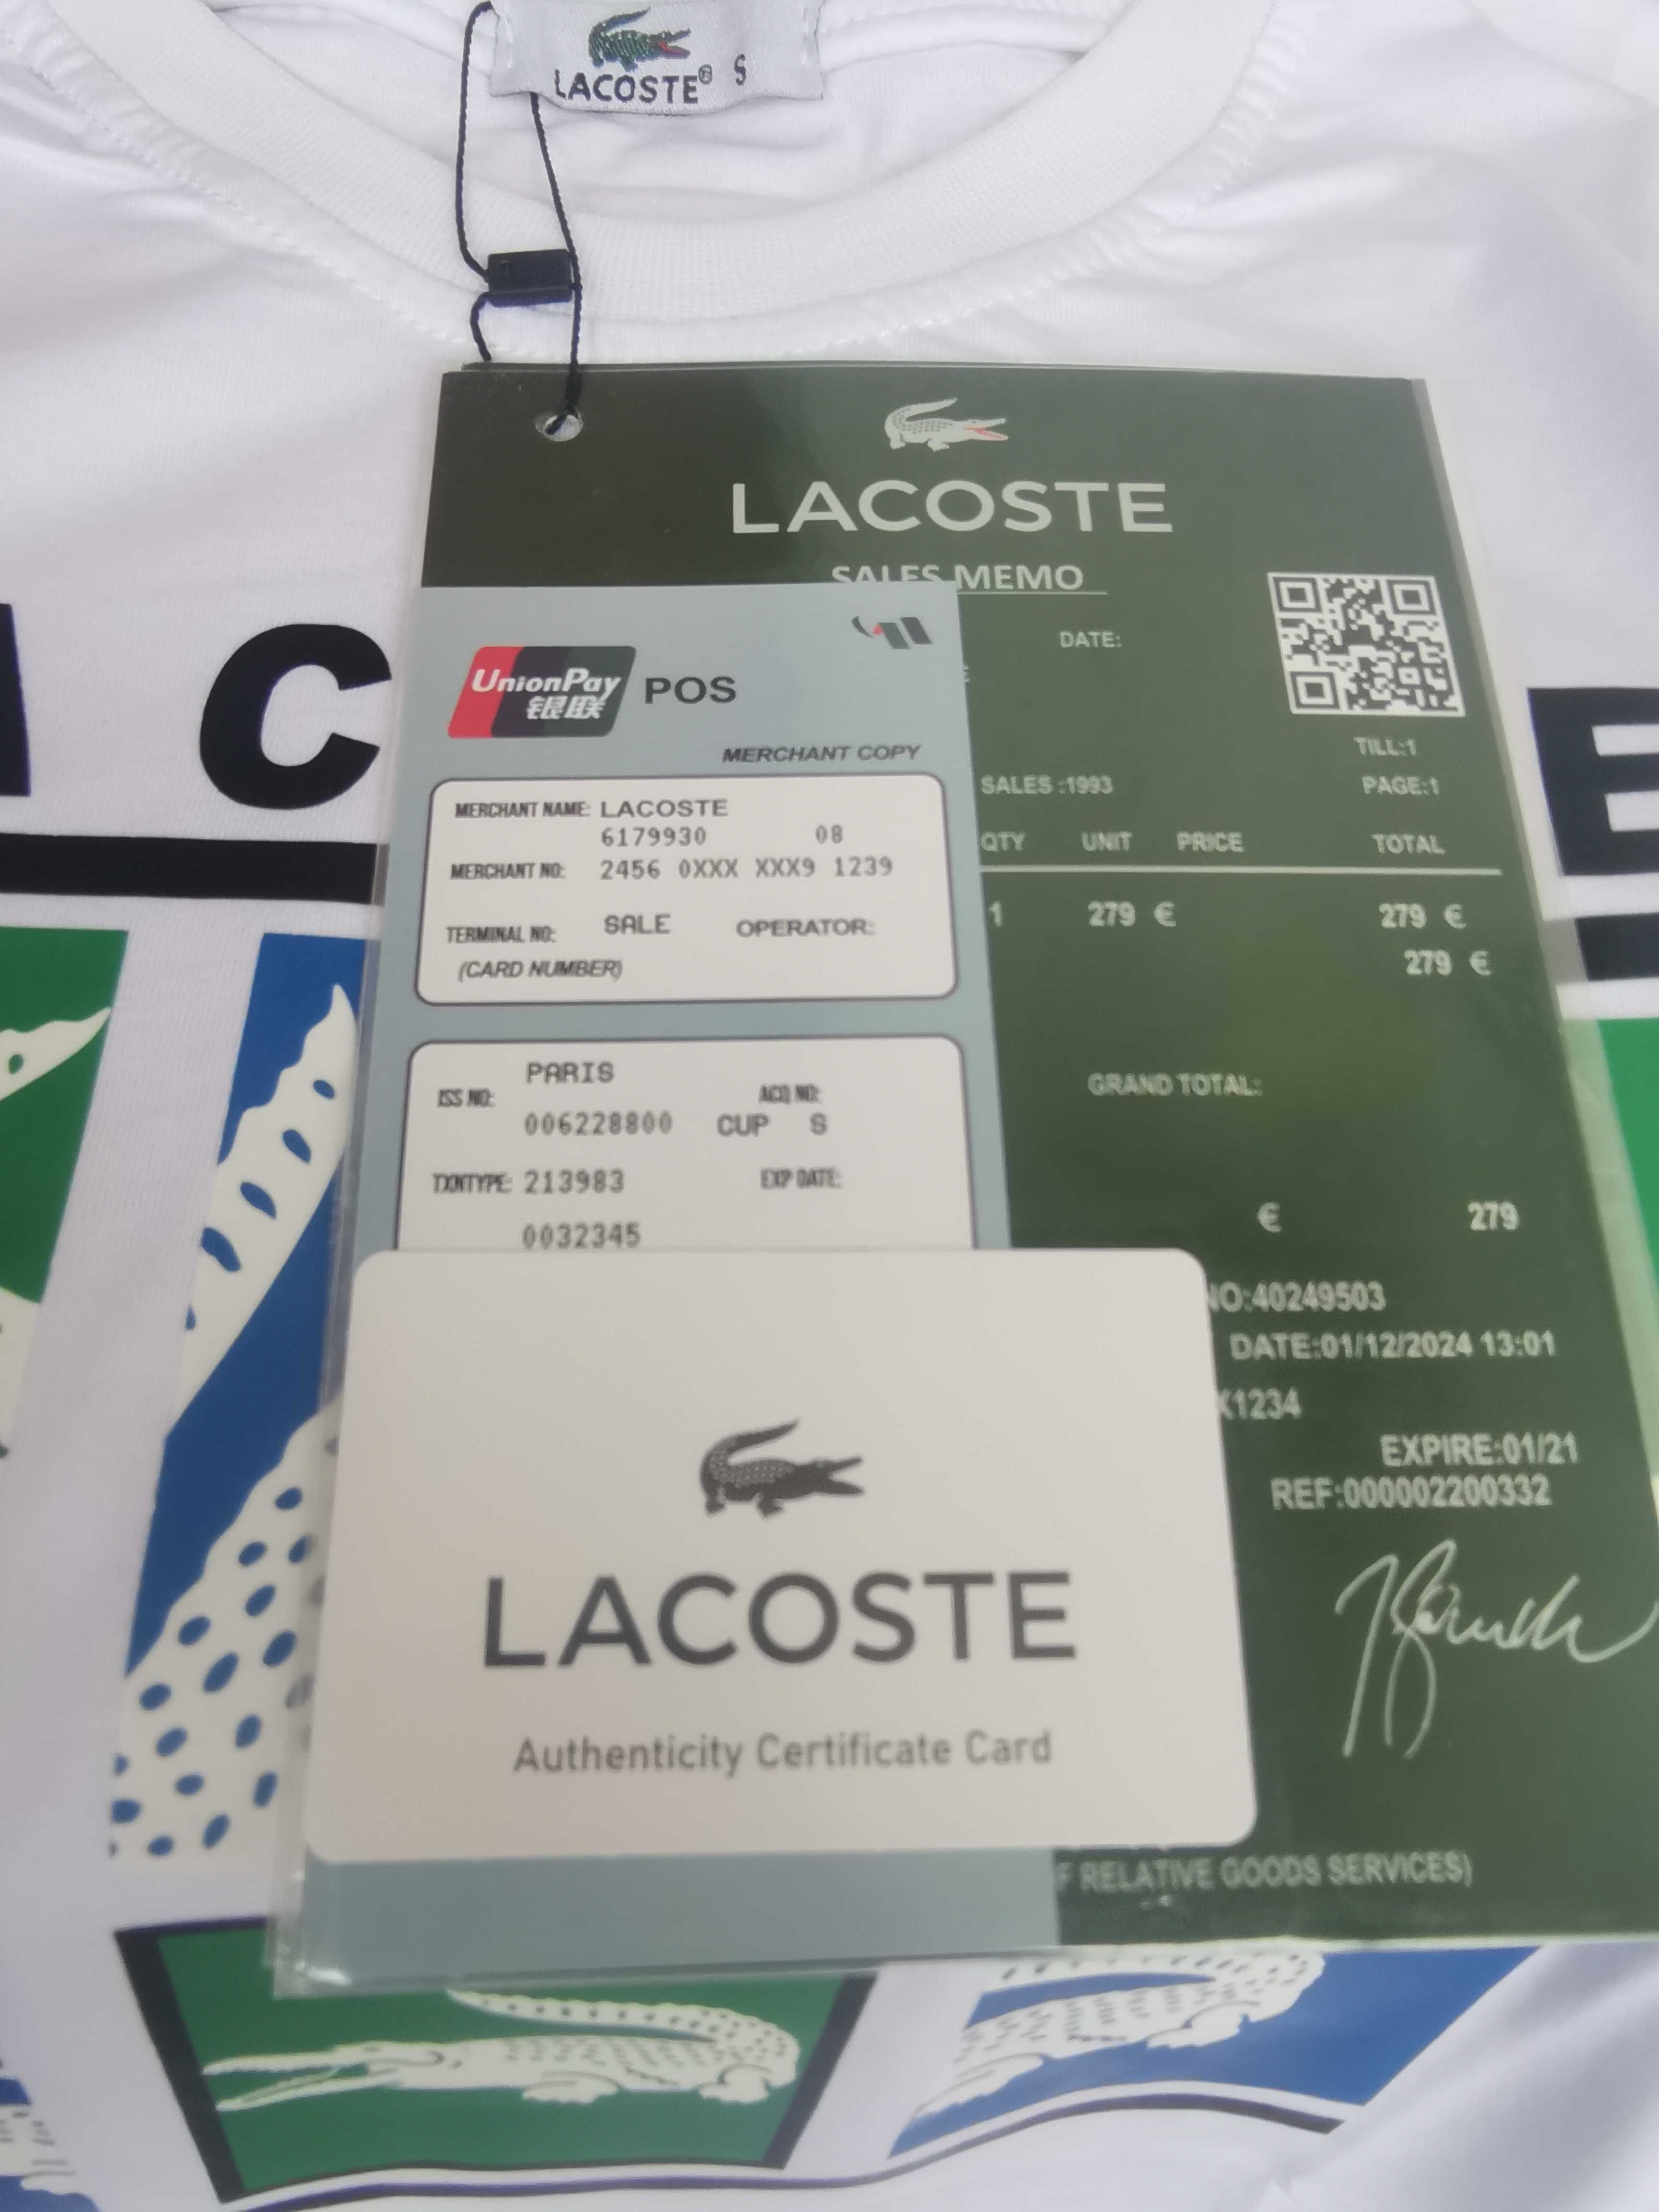 LACOSTE® S
LACOSTE
SALES MEMO
DATE:
TILL:1
SALES :1993 PAGE:1
QTY UNIT PRICE TOTAL
1 279 € 279 €
279 €
GRAND TOTAL:
€ 279
NO:40249503
DATE:01/12/2024 13:01
X1234
EXPIRE:01/21
REF:000002200332
F RELATIVE GOODS SERVICES)
UnionPay
银联
POS
MERCHANT COPY
MERCHANT NAME: LACOSTE
6179930 08
MERCHANT NO: 2456 0XXX XXX9 1239
TERMINAL NO: SALE OPERATOR:
(CARD NUMBER)
PARIS
ISS NO: ACQ NO:
006228800 CUP S
TXNTYPE: 213983 EXP DATE:
0032345
LACOSTE
Authenticity Certificate Card
C
E